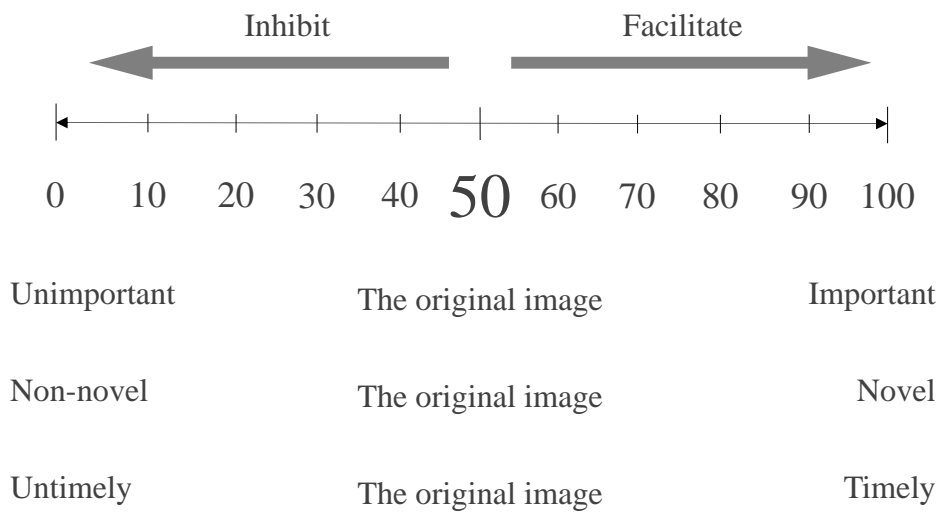 Inhibit Facilitate
0 10 20 30 40 50 60 70 80 90 100
Unimportant The original image Important
Non-novel The original image Novel
Untimely The original image Timely